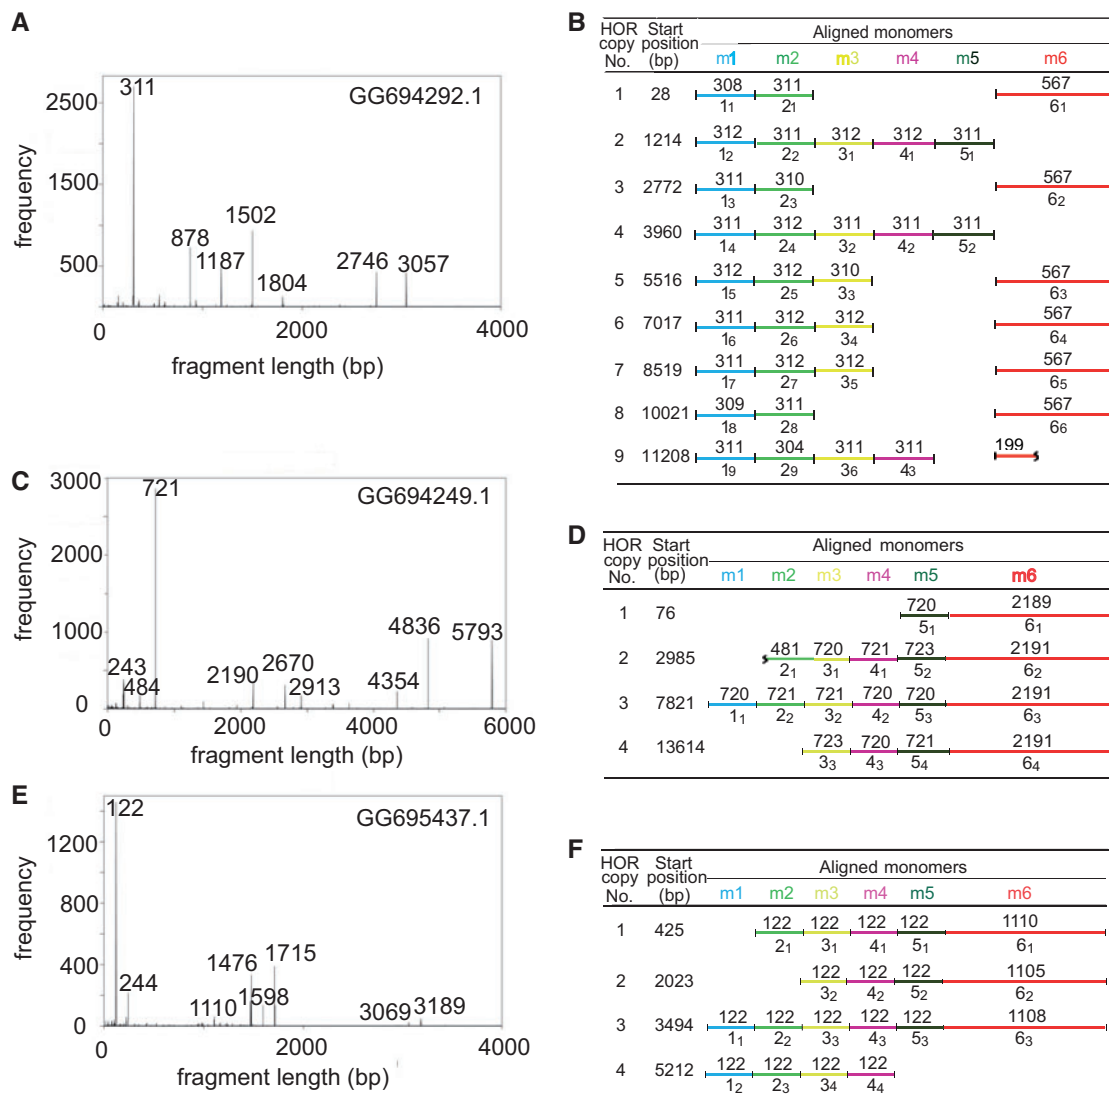 A
GG694292.1
frequency
2500
1500
500
311
878
1187
1502
1804
2746
3057
0
2000
4000
fragment length (bp)
B
HOR copy No.
Start position (bp)
Aligned monomers
m1 m2 m3 m4 m5 m6
1 28 308 311 567
1₁ 2₁ 6₁
2 1214 312 311 312 312 311
1₂ 2₂ 3₁ 4₁ 5₁
3 2772 311 310 567
1₃ 2₃ 6₂
4 3960 311 312 311 311 311
1₄ 2₄ 3₂ 4₂ 5₂
5 5516 312 312 310 567
1₅ 2₅ 3₃ 6₃
6 7017 311 312 312 567
1₆ 2₆ 3₄ 6₄
7 8519 311 312 312 567
1₇ 2₇ 3₅ 6₅
8 10021 309 311 567
1₈ 2₈ 6₆
9 11208 311 304 311 311 199
1₉ 2₉ 3₆ 4₃
C
GG694249.1
frequency
3000
2000
1000
0
721
243
484
2190
2670
2913
4354
4836
5793
0
2000
4000
6000
fragment length (bp)
D
HOR copy No.
Start position (bp)
Aligned monomers
m1 m2 m3 m4 m5 m6
1 76 720 2189
5₁ 6₁
2 2985 481 720 721 723 2191
2₁ 3₁ 4₁ 5₂ 6₂
3 7821 720 721 721 720 720 2191
1₁ 2₂ 3₂ 4₂ 5₃ 6₃
4 13614 723 720 721 2191
3₃ 4₃ 5₄ 6₄
E
GG695437.1
frequency
1200
800
400
0
122
244
1110
1476
1598
1715
3069
3189
0
2000
4000
fragment length (bp)
F
HOR copy No.
Start position (bp)
Aligned monomers
m1 m2 m3 m4 m5 m6
1 425 122 122 122 122 1110
2₁ 3₁ 4₁ 5₁ 6₁
2 2023 122 122 122 1105
3₂ 4₂ 5₂ 6₂
3 3494 122 122 122 122 122 1108
1₁ 2₂ 3₃ 4₃ 5₃ 6₃
4 5212 122 122 122 122
1₂ 2₃ 3₄ 4₄